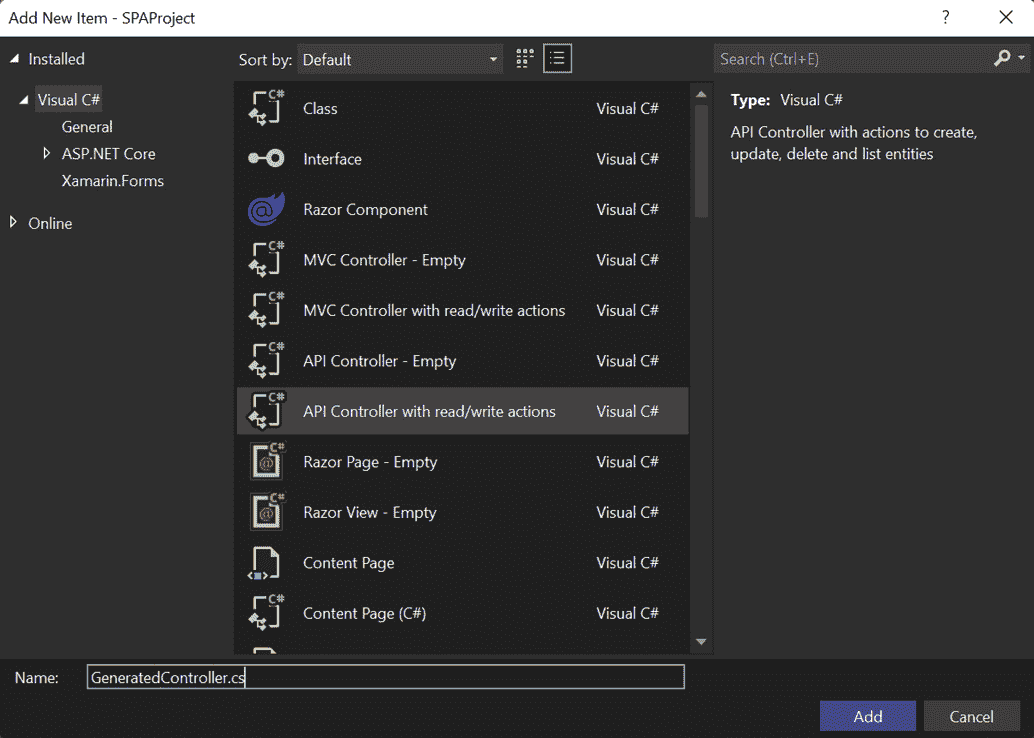 Add New Item - SPAProject
?
Installed
Visual C#
General
ASP.NET Core
Xamarin.Forms
Online
Sort by: Default
Search (Ctrl+E)
C# Class Visual C#
Interface Visual C#
@ Razor Component Visual C#
C# MVC Controller - Empty Visual C#
C# MVC Controller with read/write actions Visual C#
C# API Controller - Empty Visual C#
C# API Controller with read/write actions Visual C#
C# @ Razor Page - Empty Visual C#
C# @ Razor View - Empty Visual C#
Content Page Visual C#
C# Content Page (C#) Visual C#
Type: Visual C#
API Controller with actions to create,
update, delete and list entities
Name: GeneratedController.cs
Add Cancel